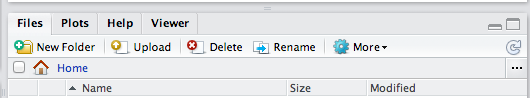 Files Plots Help Viewer
New Folder Upload Delete Rename More
Home ...
Name Size Modified